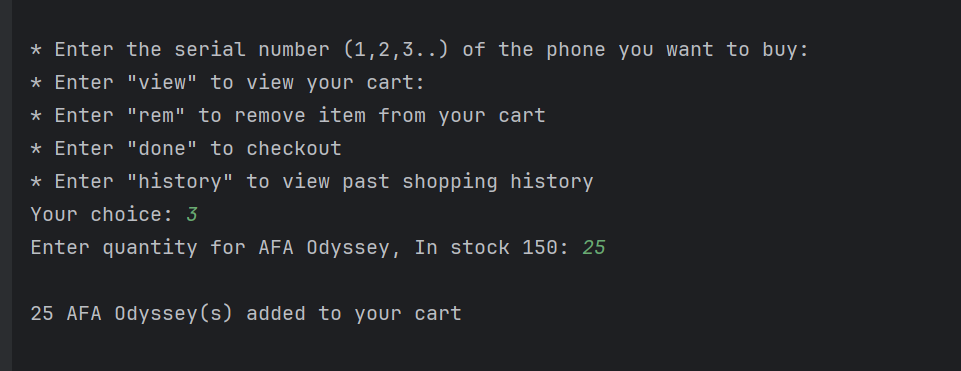 * Enter the serial number (1,2,3..) of the phone you want to buy:
* Enter "view" to view your cart:
* Enter "rem" to remove item from your cart
* Enter "done" to checkout
* Enter "history" to view past shopping history
Your choice: 3
Enter quantity for AFA Odyssey, In stock 150: 25
25 AFA Odyssey(s) added to your cart